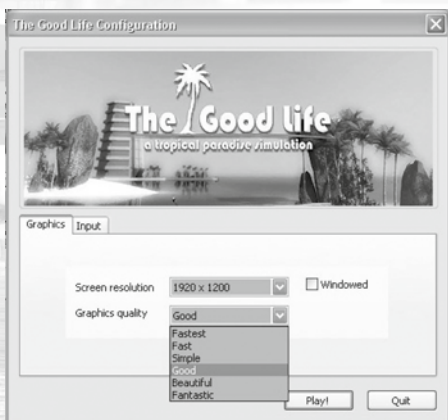 The Good Life Configuration
The Good Life
a tropical paradise simulation
Graphics Input
Screen resolution 1920 x 1200 Windowed
Graphics quality Good
Fastest
Fast
Simple
Good
Beautiful
Fantastic
Play! Quit